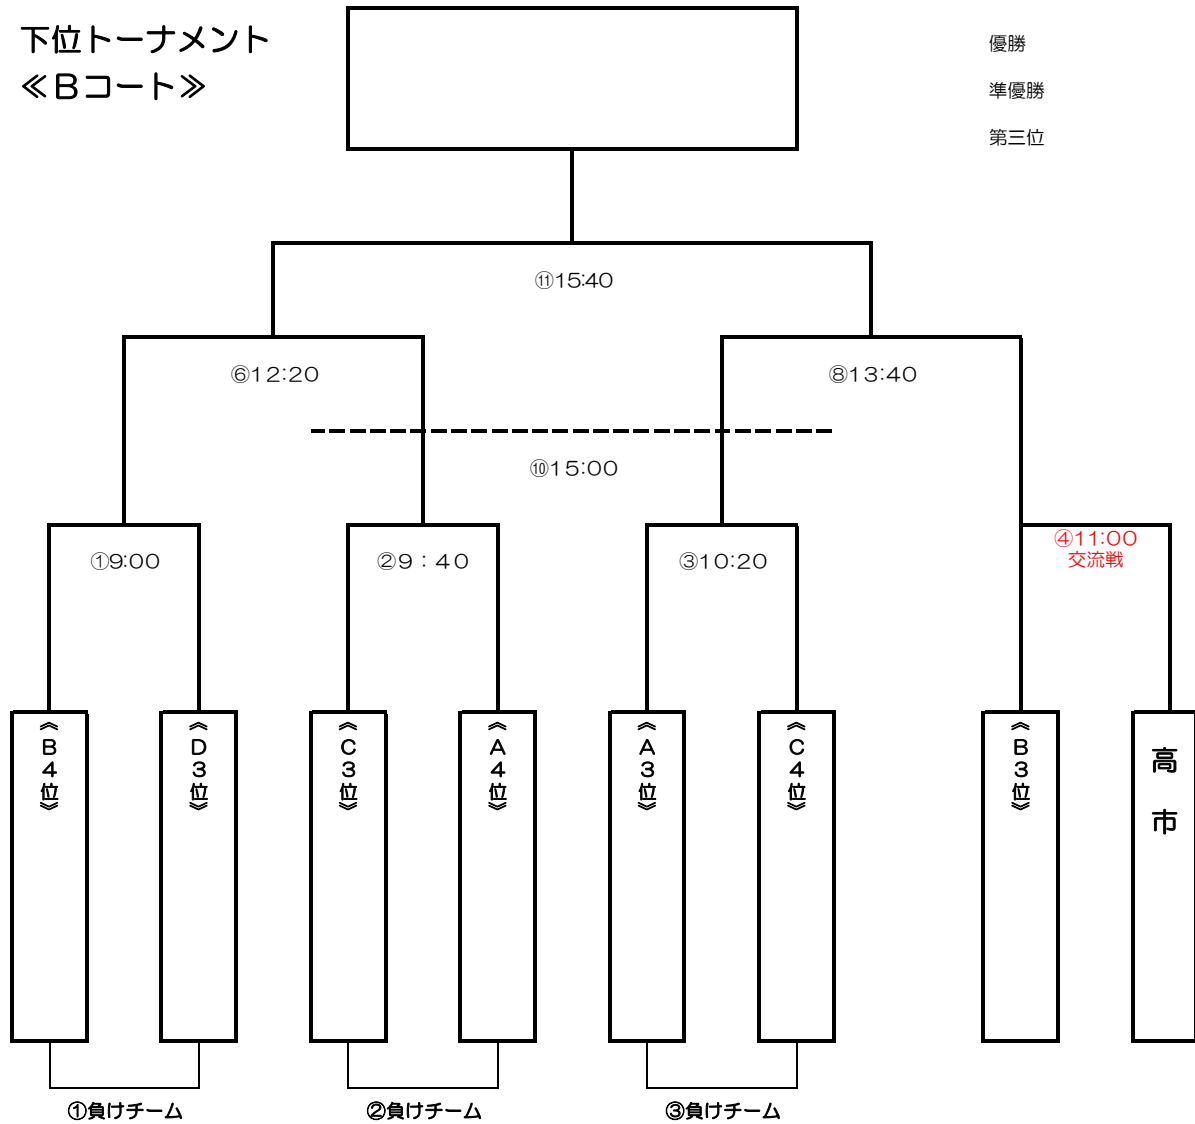 下位トーナメント
≪Ｂコート≫
優勝
準優勝
第三位
⑪15:40
⑥12:20
⑧13:40
⑩15:00
①9:00
②9：40
③10:20
④11:00
交流戦
《B4位》
《D3位》
《C3位》
《A4位》
《A3位》
《C4位》
《B3位》
高市
①負けチーム
②負けチーム
③負けチーム